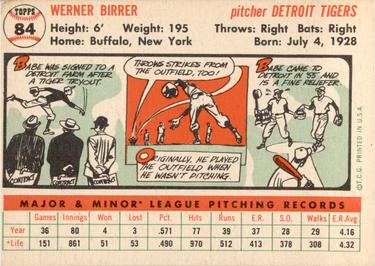 TOPPS
84
WERNER BIRRER
pitcher DETROIT TIGERS
Height: 6' Weight: 195
Home: Buffalo, New York
Throws: Right Bats: Right
Born: July 4, 1928
BABE WAS SIGNED TO A
DETROIT FARM AFTER
A TIGER TRYOUT.
CONTRACT
CONTRACT
CONTRACT
THROWS STRIKES FROM
THE OUTFIELD, TOO!
ORIGINALLY, HE PLAYED
THE OUTFIELD WHEN
HE WASN'T PITCHING.
BABE CAME TO
DETROIT IN '55 AND IS
A FINE RELIEFER.
©T.C.G. PRINTED IN U.S.A.
MAJOR & MINOR LEAGUE PITCHING RECORDS
Games Innings Won Lost Pct. Hits Runs E.R. S.O. Walks E.R.Avg.
Year 36 80 4 3 .571 77 39 37 28 29 4.16
*Life 151 861 51 53 .490 970 512 413 378 308 4.32